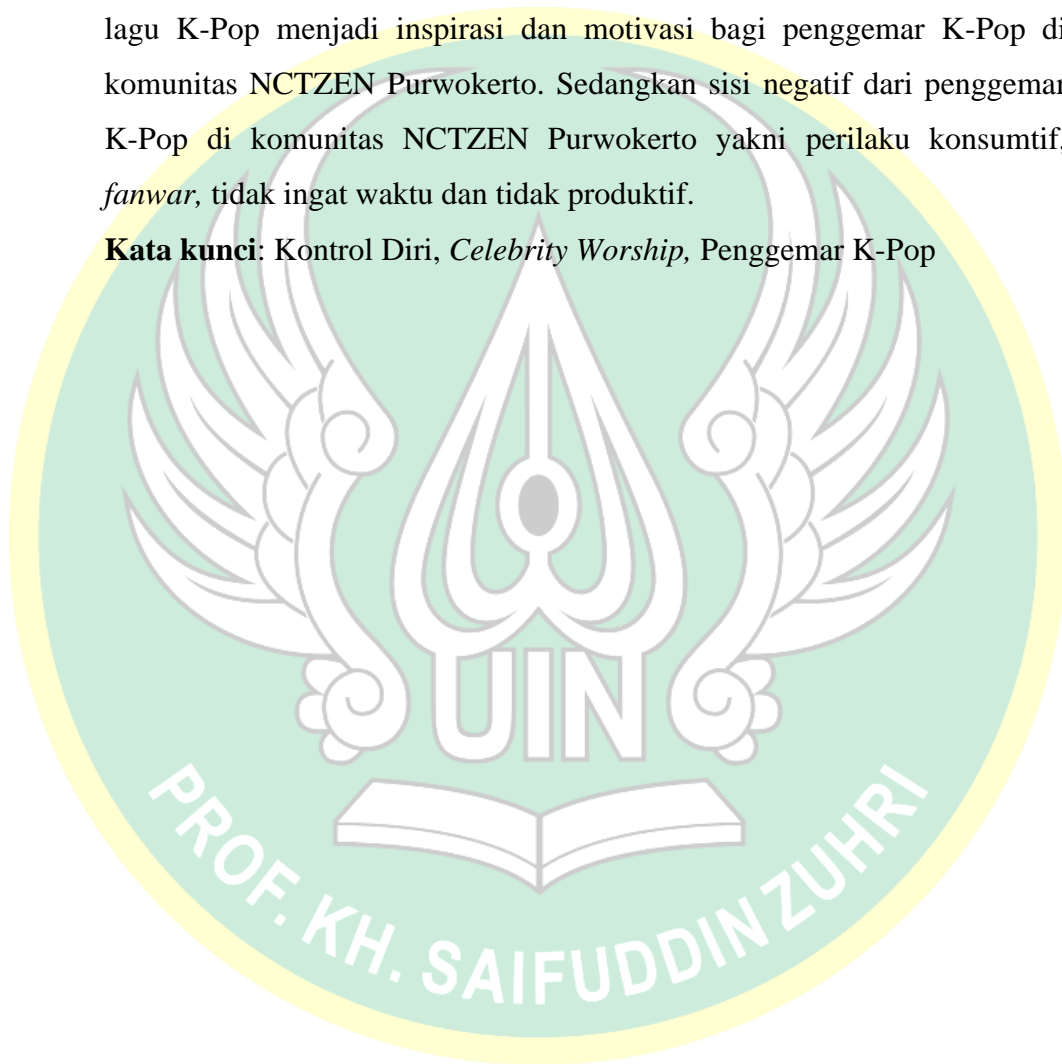 lagu K-Pop menjadi inspirasi dan motivasi bagi penggemar K-Pop di
komunitas NCTZEN Purwokerto. Sedangkan sisi negatif dari penggemar
K-Pop di komunitas NCTZEN Purwokerto yakni perilaku konsumtif,
fanwar, tidak ingat waktu dan tidak produktif.
Kata kunci: Kontrol Diri, Celebrity Worship, Penggemar K-Pop
UIN
PROF. KH. SAIFUDDIN ZUHRI